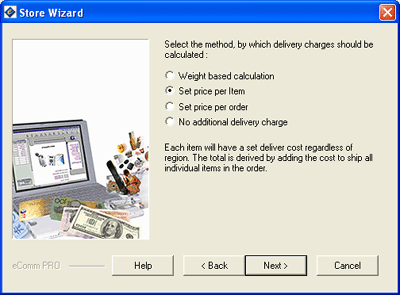 Store Wizard
Select the method, by which delivery charges should be
calculated :
Weight based calculation
Set price per Item
Set price per order
No additional delivery charge
Each item will have a set deliver cost regardless of
region. The total is derived by adding the cost to ship all
individual items in the order.
eComm PRO
Help
< Back
Next >
Cancel